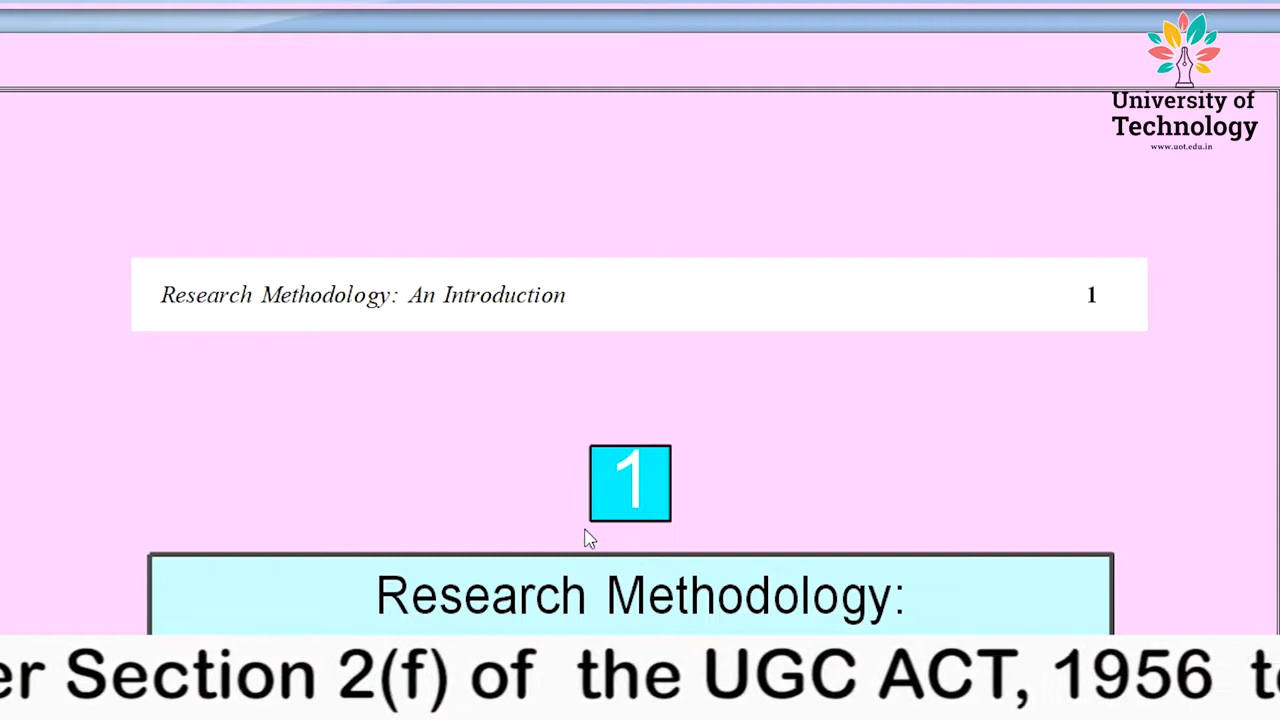 University of
Technology
www.uot.edu.in
Research Methodology: An Introduction 1
1
Research Methodology:
Section 2(f) of the UGC ACT, 1956